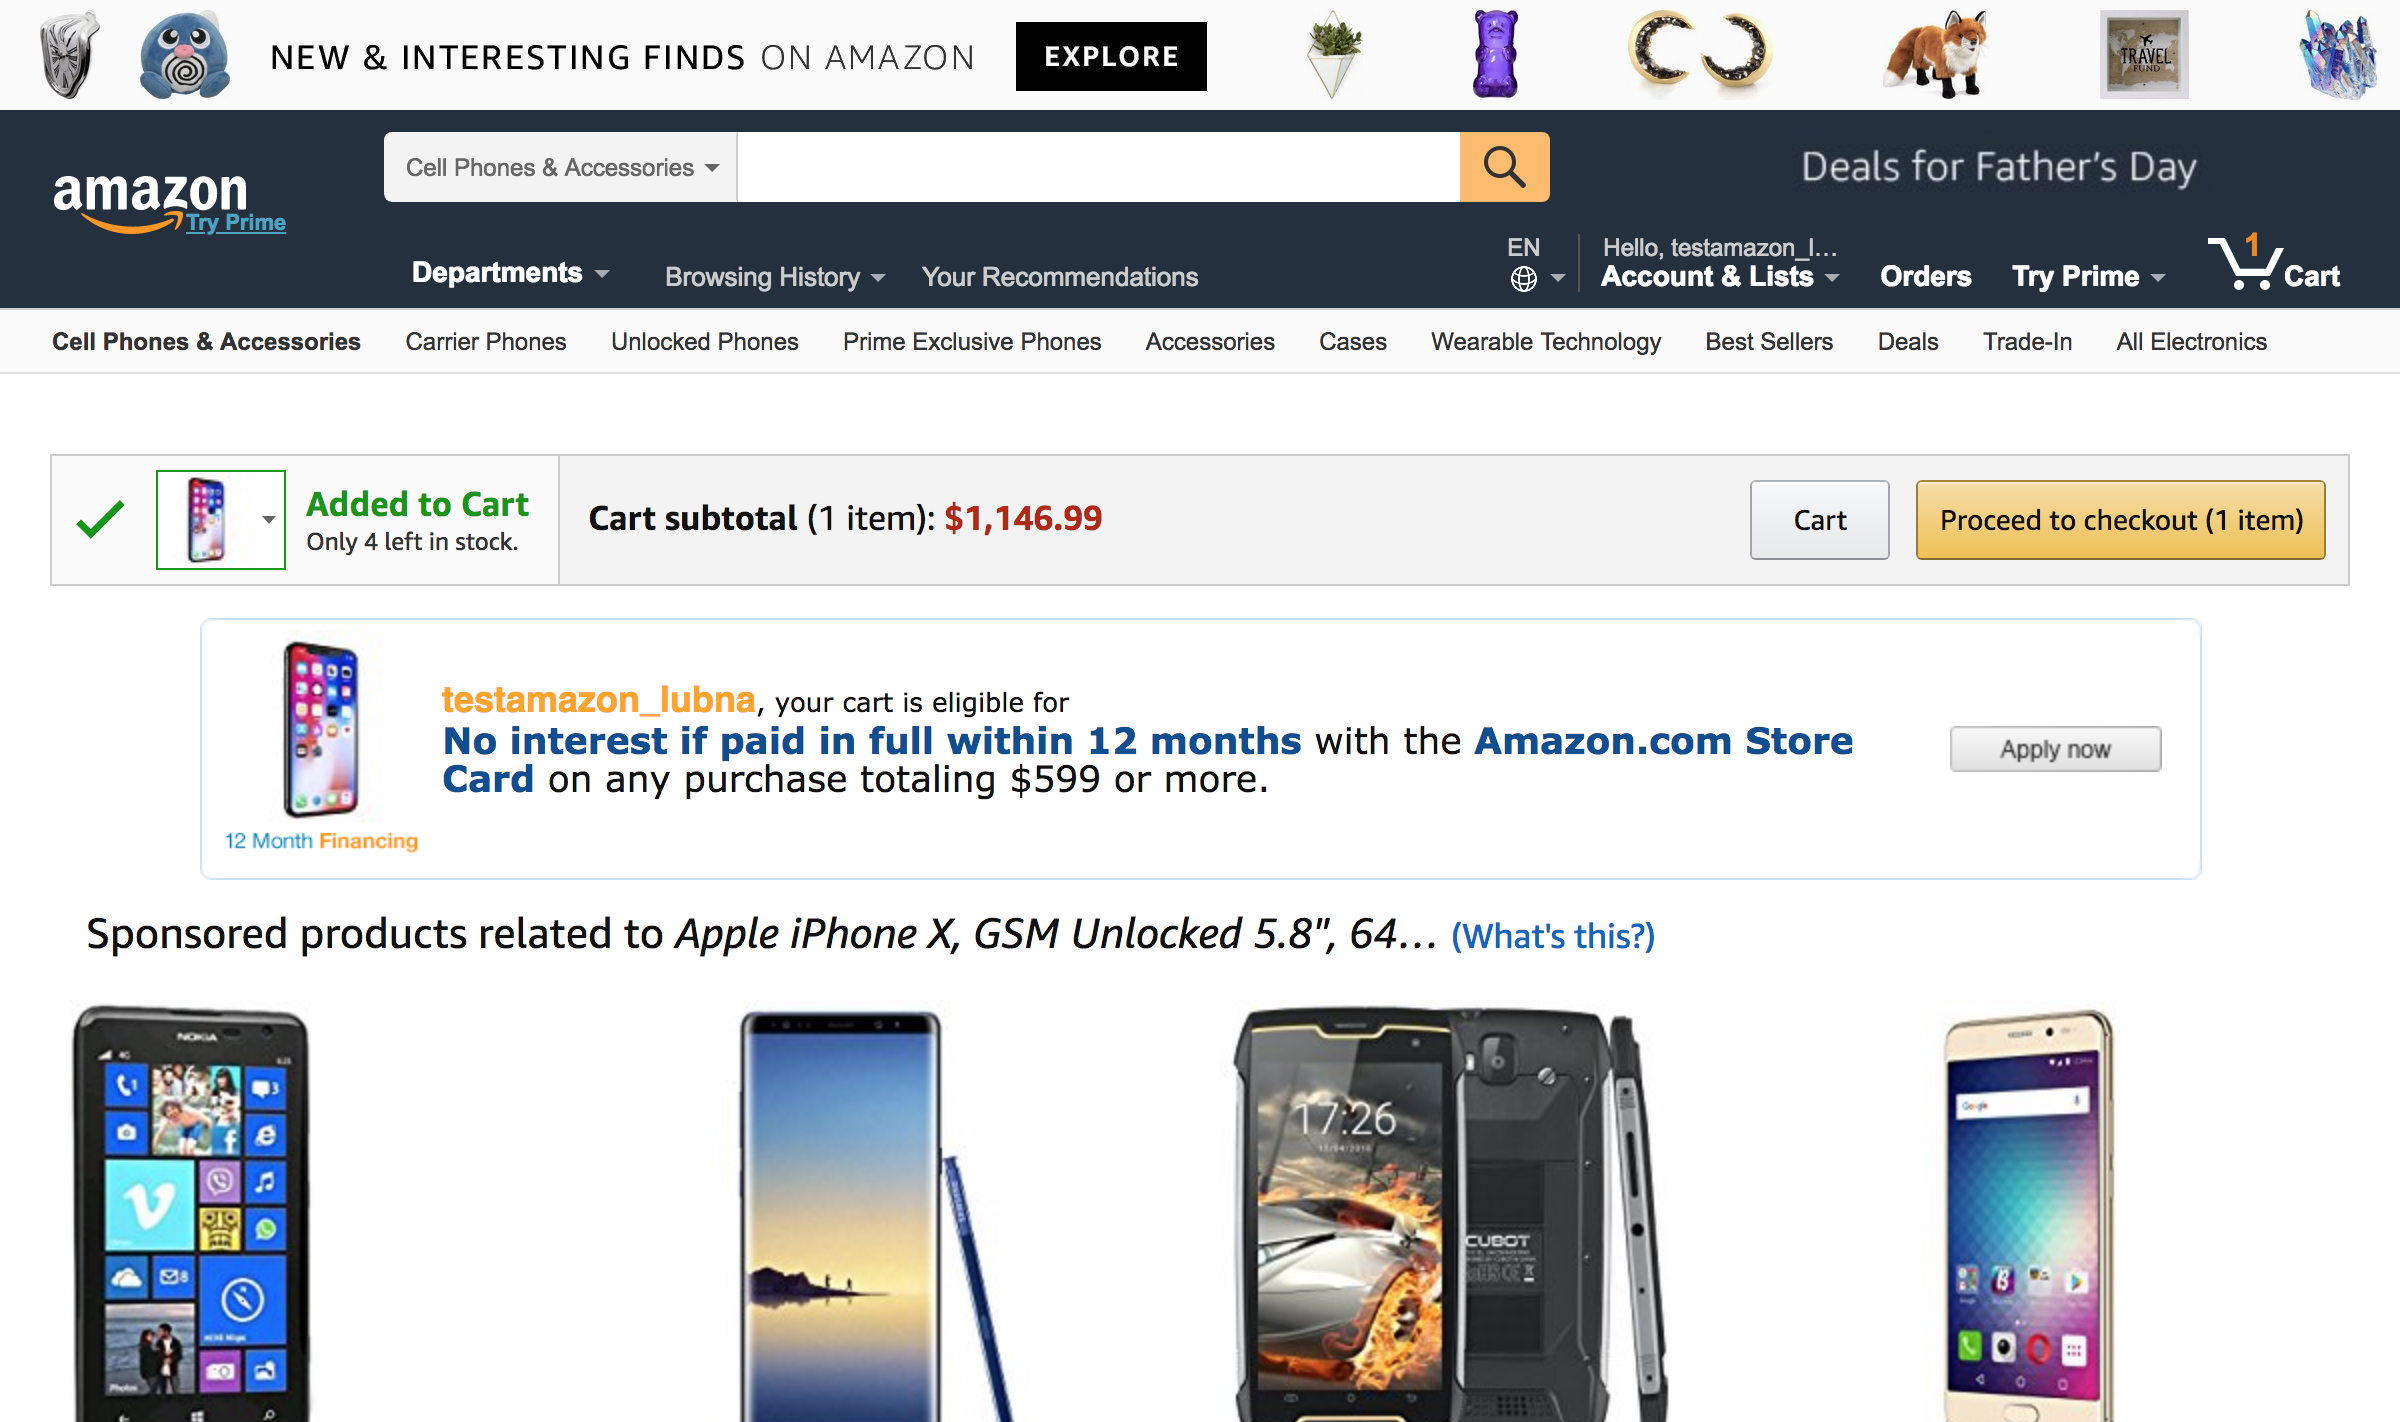 NEW & INTERESTING FINDS ON AMAZON
EXPLORE
TRAVEL
FUND
Cell Phones & Accessories
Deals for Father's Day
amazon
Try Prime
Departments
Browsing History
Your Recommendations
EN
Hello, testamazon_l...
Account & Lists
Orders
Try Prime
1
Cart
Cell Phones & Accessories
Carrier Phones
Unlocked Phones
Prime Exclusive Phones
Accessories
Cases
Wearable Technology
Best Sellers
Deals
Trade-In
All Electronics
Added to Cart
Only 4 left in stock.
Cart subtotal (1 item): $1,146.99
Cart
Proceed to checkout (1 item)
testamazon_lubna, your cart is eligible for
No interest if paid in full within 12 months with the Amazon.com Store
Card on any purchase totaling $599 or more.
Apply now
12 Month Financing
Sponsored products related to Apple iPhone X, GSM Unlocked 5.8", 64... (What's this?)
NOKIA
4G
1
3
8
Photos
17:26
CUBOT
Google